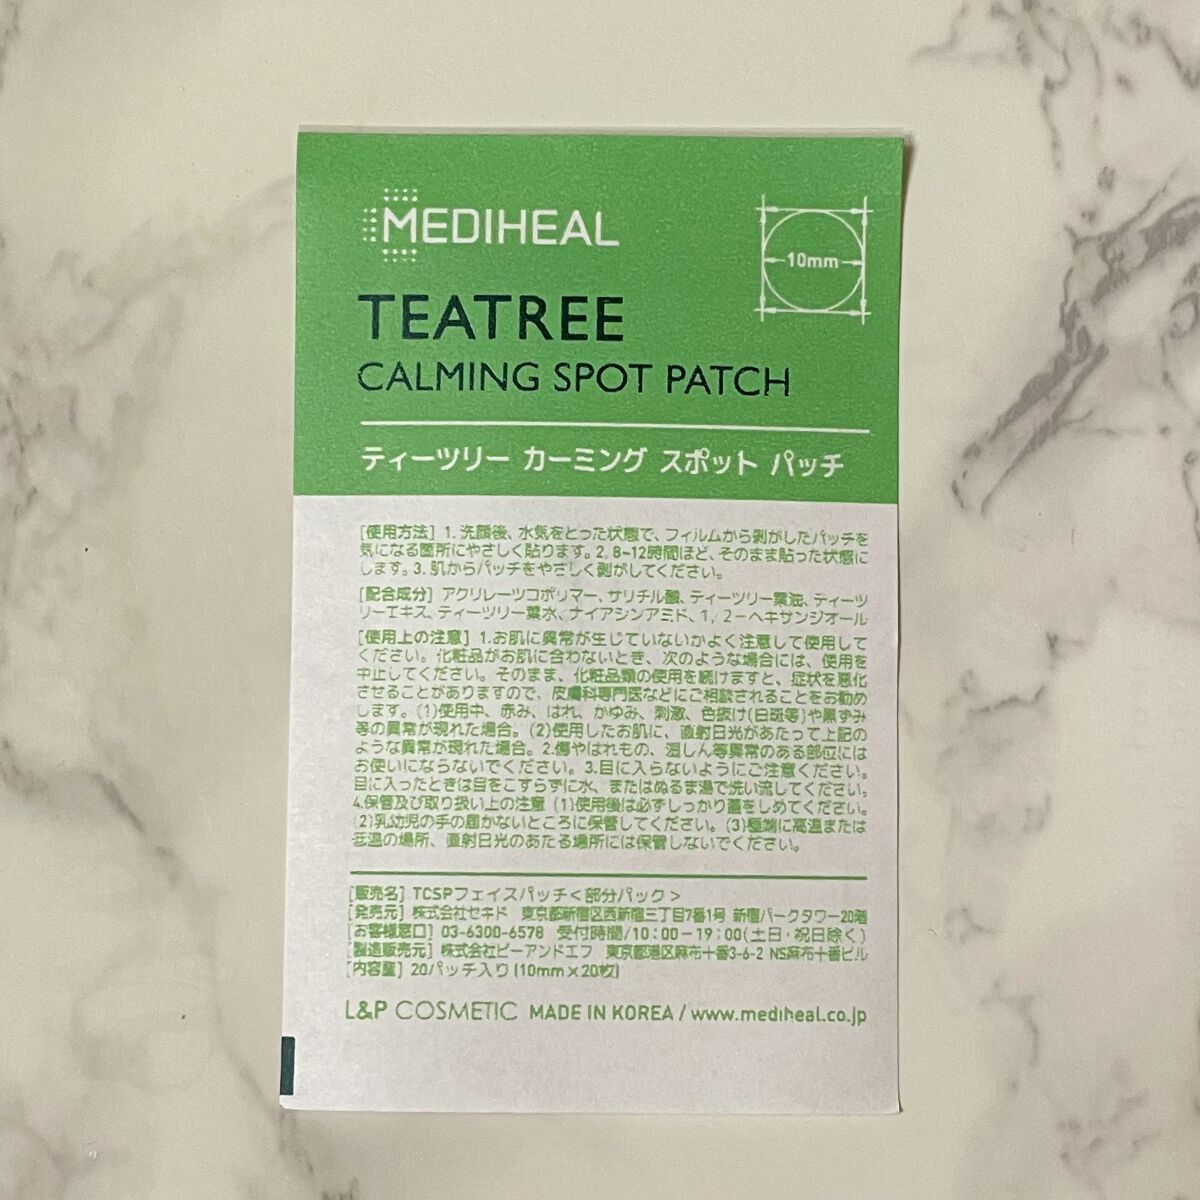 MEDIHEAL
10mm
TEATREE
CALMING SPOT PATCH
ティーツリー カーミング スポット パッチ
[使用方法] 1. 洗顔後、水気をとった状態で、フィルムから剥がしたパッチを
気になる箇所にやさしく貼ります。2. 8~12時間ほど、そのまま貼った状態に
します。3. 肌からパッチをやさしく剥がしてください。
[配合成分] アクリレーツコポリマー、サリチル酸、ティーツリー葉油、ティーツ
リーエキス、ティーツリー葉水、ナイアシンアミド、1，2－ヘキサンジオール
[使用上の注意] 1.お肌に異常が生じていないかよく注意して使用して
ください。化粧品がお肌に合わないとき、次のような場合には、使用を
中止してください。そのまま、化粧品類の使用を続けますと、症状を悪化
させることがありますので、皮膚科専門医などにご相談されることをお勧め
します。(1)使用中、赤み、はれ、かゆみ、刺激、色抜け(白斑等)や黒ずみ
等の異常が現れた場合。(2)使用したお肌に、直射日光があたって上記の
ような異常が現れた場合。2.傷やはれもの、湿しん等異常のある部位には
お使いにならないでください。3.目に入らないようにご注意ください。
目に入ったときは目をこすらずに水、またはぬるま湯で洗い流してください。
4.保管及び取り扱い上の注意 (1)使用後は必ずしっかり蓋をしめてください。
(2)乳幼児の手の届かないところに保管してください。(3)極端に高温または
低温の場所、直射日光のあたる場所には保管しないでください。
[販売名] TCSPフェイスパッチ＜部分パック＞
[発売元] 株式会社セキド 東京都新宿区西新宿三丁目7番1号 新宿パークタワー20階
[お客様窓口] 03-6300-6578 受付時間/10:00-19:00(土日・祝日除く)
[製造販売元] 株式会社ピーアンドエフ 東京都港区麻布十番3-6-2 NS麻布十番ビル
[内容量] 20パッチ入り(10mm×20枚)
L&P COSMETIC MADE IN KOREA / www.mediheal.co.jp